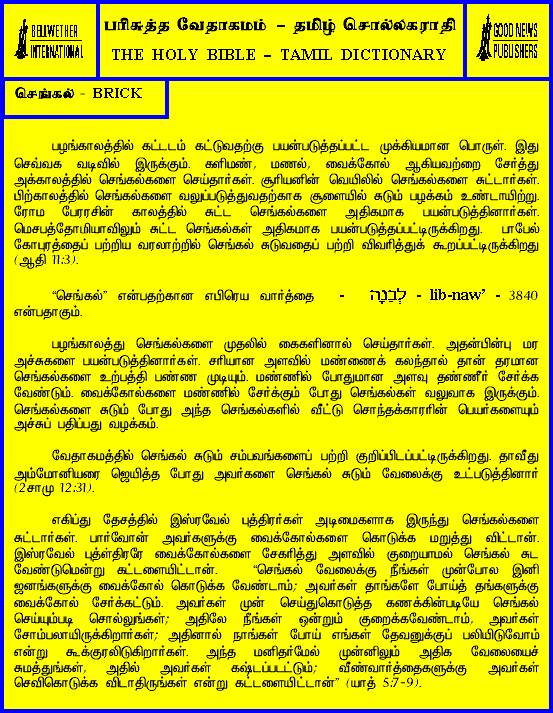 BELLWETHER
INTERNATIONAL
பரிசுத்த வேதாகமம் – தமிழ் சொல்லகராதி
THE HOLY BIBLE – TAMIL DICTIONARY
GOOD NEWS
PUBLISHERS
செங்கல் - BRICK
பழங்காலத்தில் கட்டடம் கட்டுவதற்கு பயன்படுத்தப்பட்ட முக்கியமான பொருள். இது
செவ்வக வடிவில் இருக்கும். களிமண், மணல், வைக்கோல் ஆகியவற்றை சேர்த்து
அக்காலத்தில் செங்கல்களை செய்தார்கள். சூரியனின் வெயிலில் செங்கல்களை சுட்டார்கள்.
பிற்காலத்தில் செங்கல்களை வலுப்படுத்துவதற்காக சூளையில் சுடும் பழக்கம் உண்டாயிற்று.
ரோம பேரரசின் காலத்தில் சுட்ட செங்கல்களை அதிகமாக பயன்படுத்தினார்கள்.
மெசபத்தோமியாவிலும் சுட்ட செங்கல்கள் அதிகமாக பயன்படுத்தப்பட்டிருக்கிறது. பாபேல்
கோபுரத்தைப் பற்றிய வரலாற்றில் செங்கல் சுடுவதைப் பற்றி விவரித்துக் கூறப்பட்டிருக்கிறது
(ஆதி 11:3).
“செங்கல்” என்பதற்கான எபிரெய வார்த்தை - לְבֵנָה - lib-naw’ - 3840
என்பதாகும்.
பழங்காலத்து செங்கல்களை முதலில் கைகளினால் செய்தார்கள். அதன்பின்பு மர
அச்சுகளை பயன்படுத்தினார்கள். சரியான அளவில் மண்ணைக் கலந்தால் தான் தரமான
செங்கல்களை உற்பத்தி பண்ண முடியும். மண்ணில் போதுமான அளவு தண்ணீர் சேர்க்க
வேண்டும். வைக்கோல்களை மண்ணில் சேர்க்கும் போது செங்கல்கள் வலுவாக இருக்கும்.
செங்கல்களை சுடும் போது அந்த செங்கல்களில் வீட்டு சொந்தக்காரரின் பெயர்களையும்
அச்சுப் பதிப்பது வழக்கம்.
வேதாகமத்தில் செங்கல் சுடும் சம்பவங்களைப் பற்றி குறிப்பிடப்பட்டிருக்கிறது. தாவீது
அம்மோனியரை ஜெயித்த போது அவர்களை செங்கல் சுடும் வேலைக்கு உட்படுத்தினார்
(2சாமு 12:31).
எகிப்து தேசத்தில் இஸ்ரவேல் புத்திரர்கள் அடிமைகளாக இருந்து செங்கல்களை
சுட்டார்கள். பார்வோன் அவர்களுக்கு வைக்கோல்களை கொடுக்க மறுத்து விட்டான்.
இஸ்ரவேல் புத்ள்திரரே வைக்கோல்களை சேகரித்து அளவில் குறையாமல் செங்கல் சுட
வேண்டுமென்று கட்டளையிட்டான். “செங்கல் வேலைக்கு நீங்கள் முன்போல இனி
ஜனங்களுக்கு வைக்கோல் கொடுக்க வேண்டாம்; அவர்கள் தாங்களே போய்த் தங்களுக்கு
வைக்கோல் சேர்க்கட்டும். அவர்கள் முன் செய்துகொடுத்த கணக்கின்படியே செங்கல்
செய்யும்படி சொல்லுங்கள்; அதிலே நீங்கள் ஒன்றும் குறைக்கவேண்டாம், அவர்கள்
சோம்பலாயிருக்கிறார்கள்; அதினால் நாங்கள் போய் எங்கள் தேவனுக்குப் பலியிடுவோம்
என்று கூக்குரலிடுகிறார்கள். அந்த மனிதர்மேல் முன்னிலும் அதிக வேலையைச்
சுமத்துங்கள், அதில் அவர்கள் கஷ்டப்பட்டும்; வீண்வார்த்தைகளுக்கு அவர்கள்
செவிகொடுக்க விடாதிருங்கள் என்று கட்டளையிட்டான்” (யாத் 5:7-9).